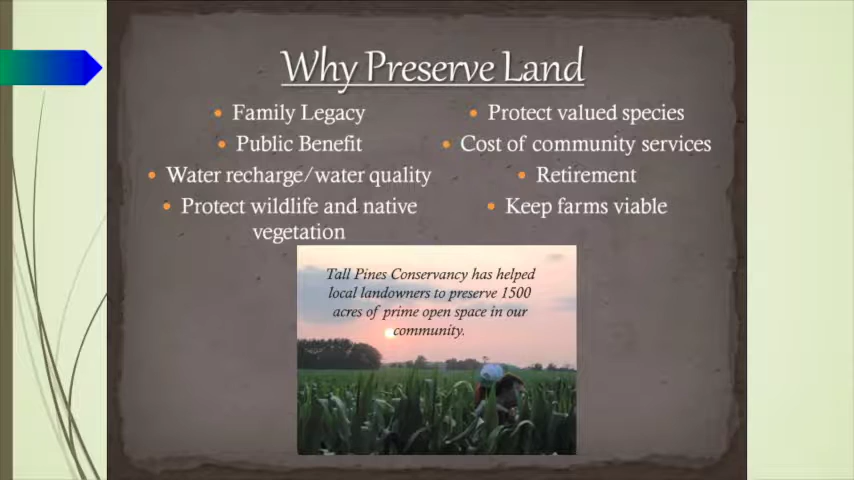 Why Preserve Land
• Family Legacy
• Public Benefit
• Water recharge/water quality
• Protect wildlife and native
vegetation
• Protect valued species
• Cost of community services
• Retirement
• Keep farms viable
Tall Pines Conservancy has helped
local landowners to preserve 1500
acres of prime open space in our
community.